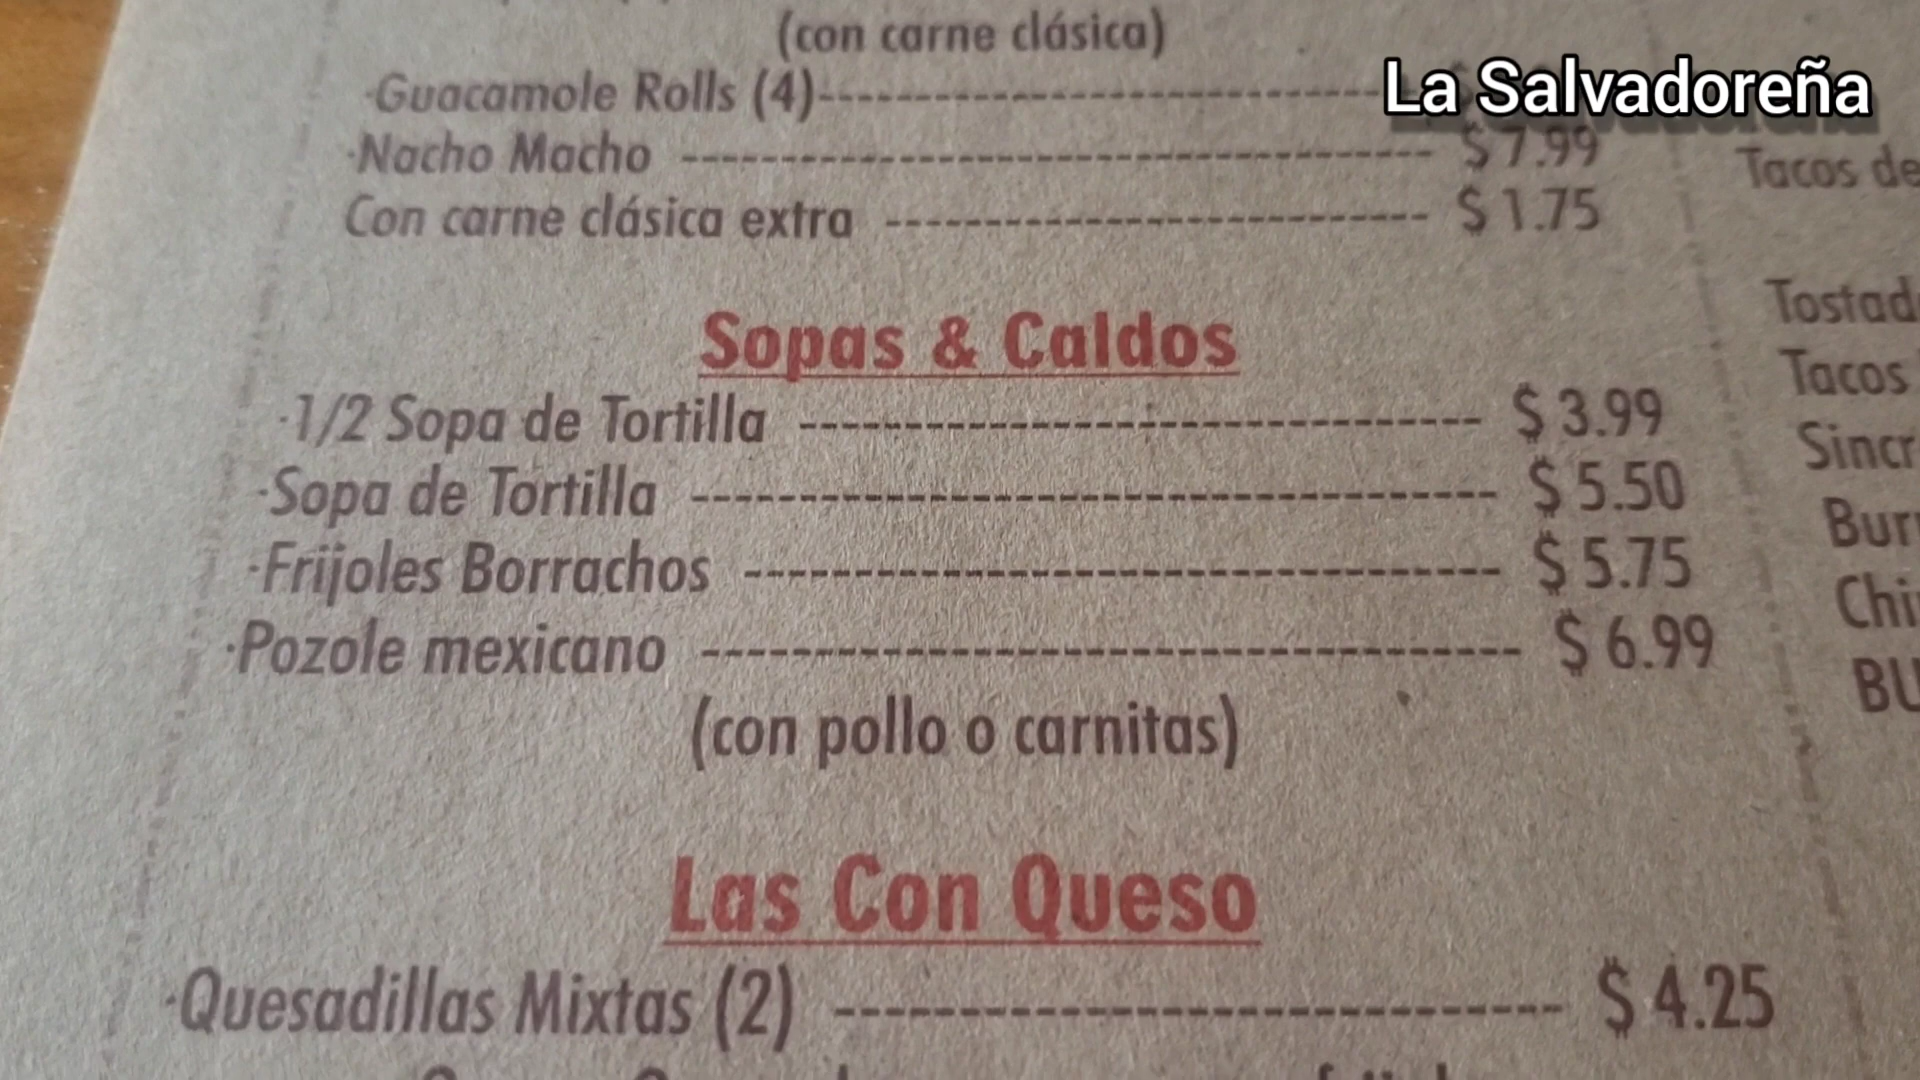 (con carne clásica)
La Salvadoreña
·Guacamole Rolls (4)
·Nacho Macho $ 7.99
Con carne clásica extra $ 1.75
Tacos de
Sopas & Caldos
·1/2 Sopa de Tortilla $ 3.99
·Sopa de Tortilla $ 5.50
·Frijoles Borrachos $ 5.75
·Pozole mexicano $ 6.99
(con pollo o carnitas)
Tacos
Las Con Queso
·Quesadillas Mixtas (2) $ 4.25